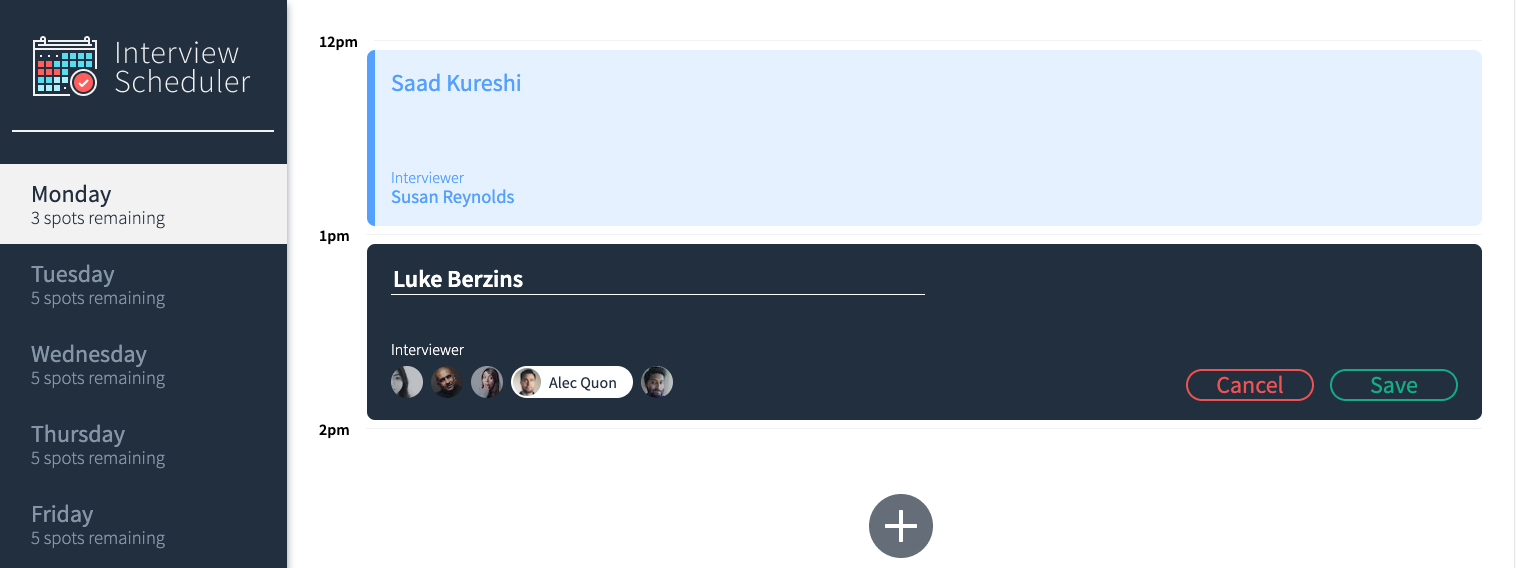 Interview
Scheduler
Monday
3 spots remaining
Tuesday
5 spots remaining
Wednesday
5 spots remaining
Thursday
5 spots remaining
Friday
5 spots remaining
12pm
Saad Kureshi
Interviewer
Susan Reynolds
1pm
Luke Berzins
Interviewer
Alec Quon
Cancel
Save
2pm